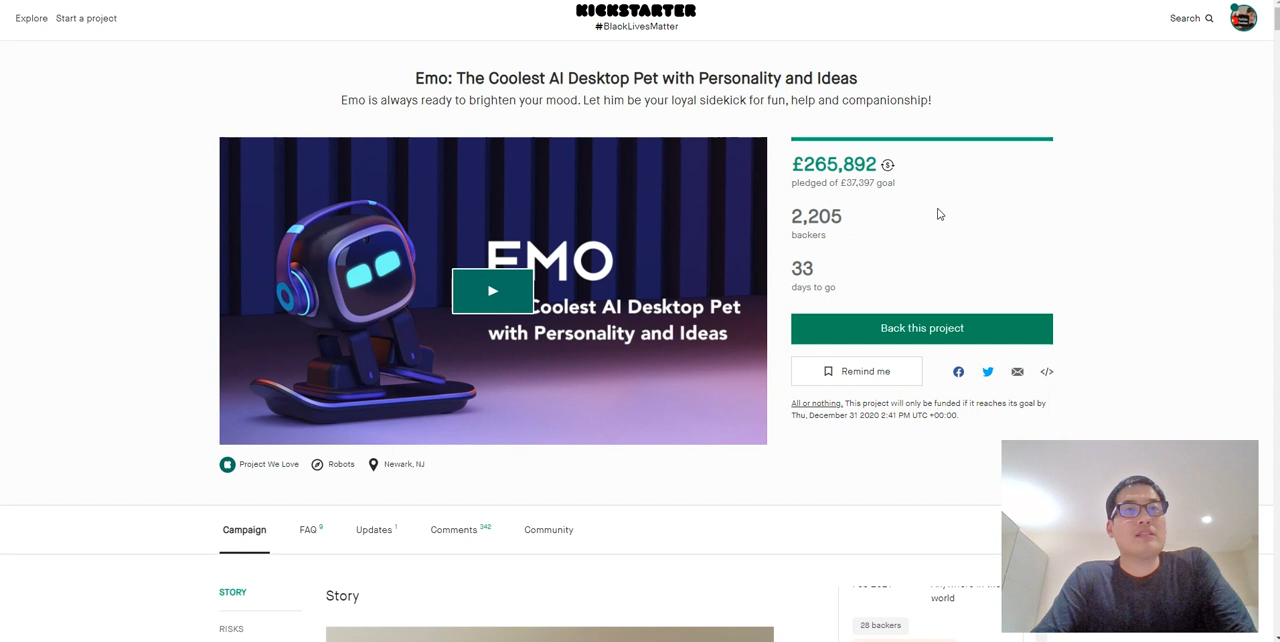 Explore Start a project
KICKSTARTER
#BlackLivesMatter
Search
Emo: The Coolest AI Desktop Pet with Personality and Ideas
Emo is always ready to brighten your mood. Let him be your loyal sidekick for fun, help and companionship!
EMO
Coolest AI Desktop Pet
with Personality and Ideas
£265,892
pledged of £37,397 goal
2,205
backers
33
days to go
Back this project
Remind me
All or nothing. This project will only be funded if it reaches its goal by
Thu, December 31 2020 2:41 PM UTC +00:00.
Project We Love Robots Newark, NJ
Campaign FAQ 9 Updates 1 Comments 342 Community
STORY
RISKS
Story
world
28 backers